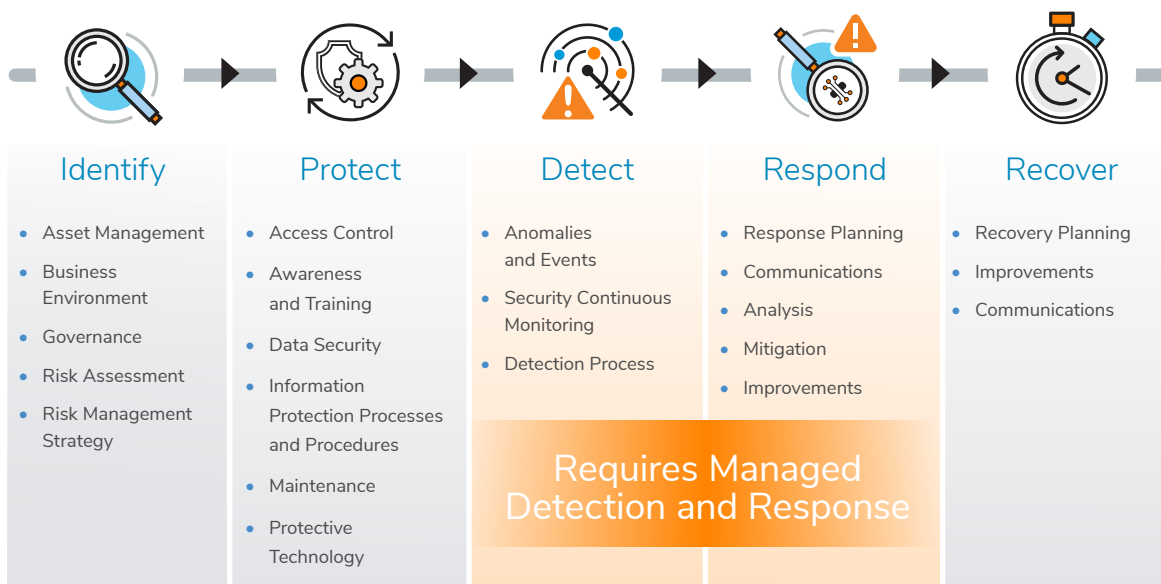 Identify
Asset Management
Business
Environment
Governance
Risk Assessment
Risk Management
Strategy
Protect
Access Control
Awareness
and Training
Data Security
Information
Protection Processes
and Procedures
Maintenance
Protective
Technology
Detect
Anomalies
and Events
Security Continuous
Monitoring
Detection Process
Respond
Response Planning
Communications
Analysis
Mitigation
Improvements
Requires Managed
Detection and Response
Recover
Recovery Planning
Improvements
Communications